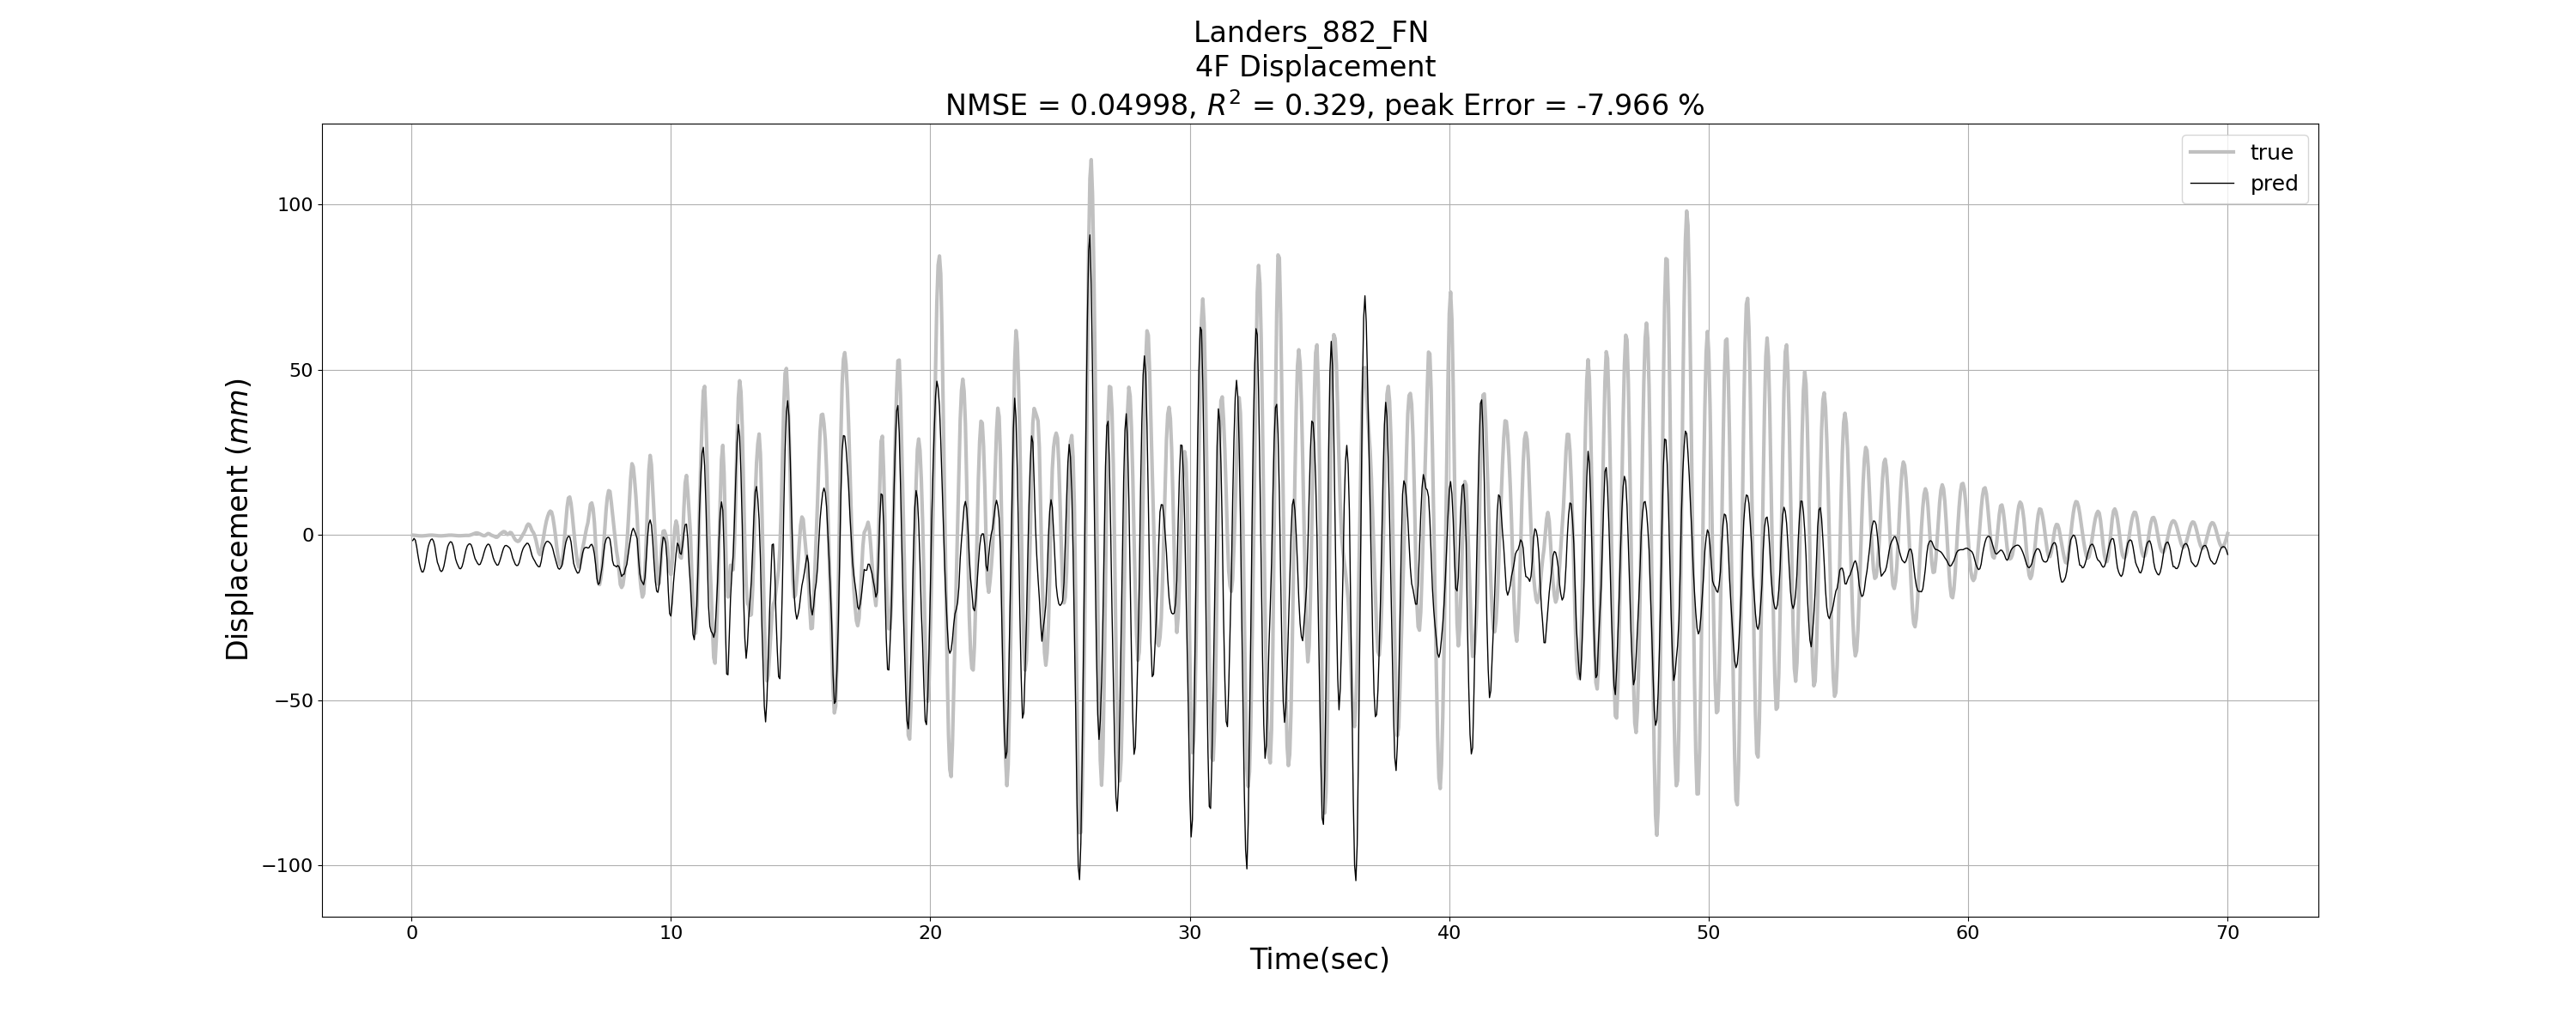 Landers_882_FN
4F Displacement
NMSE = 0.04998, R² = 0.329, peak Error = -7.966 %
true
pred
100
50
0
−50
−100
Displacement (mm)
0 10 20 30 40 50 60 70
Time(sec)